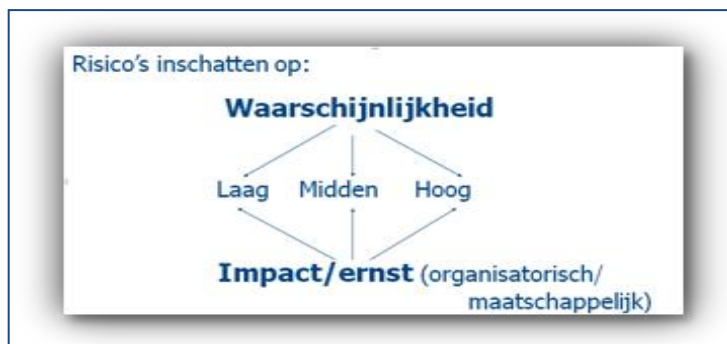 Risico's inschatten op:
Waarschijnlijkheid
Laag Midden Hoog
Impact/ernst (organisatorisch/
maatschappelijk)